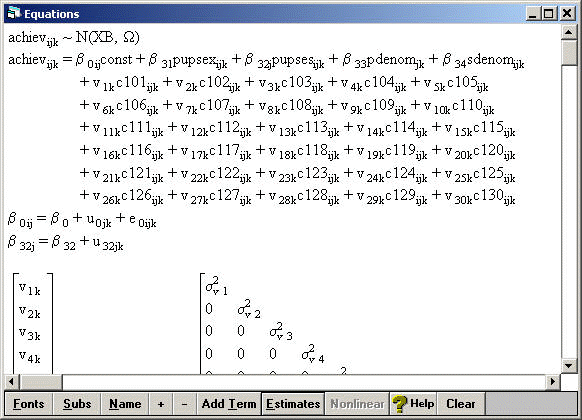 Equations
achiev_ijk ~ N(XB, Ω)
achiev_ijk = β_0ij const + β_31 pupsex_ijk + β_32j pupses_ijk + β_33 pdenom_jk + β_34 sdenom_ijk
+ v_1k c101_ijk + v_2k c102_ijk + v_3k c103_ijk + v_4k c104_ijk + v_5k c105_ijk
+ v_6k c106_ijk + v_7k c107_ijk + v_8k c108_ijk + v_9k c109_ijk + v_10k c110_ijk
+ v_11k c111_ijk + v_12k c112_ijk + v_13k c113_ijk + v_14k c114_ijk + v_15k c115_ijk
+ v_16k c116_ijk + v_17k c117_ijk + v_18k c118_ijk + v_19k c119_ijk + v_20k c120_ijk
+ v_21k c121_ijk + v_22k c122_ijk + v_23k c123_ijk + v_24k c124_ijk + v_25k c125_ijk
+ v_26k c126_ijk + v_27k c127_ijk + v_28k c128_ijk + v_29k c129_ijk + v_30k c130_ijk
β_0ij = β_0 + u_0jk + e_0ijk
β_32j = β_32 + u_32jk
v_1k σ²_v1
v_2k 0 σ²_v2
v_3k 0 0 σ²_v3
v_4k 0 0 0 σ²_v4
Fonts Subs Name + - Add Term Estimates Nonlinear ? Help Clear